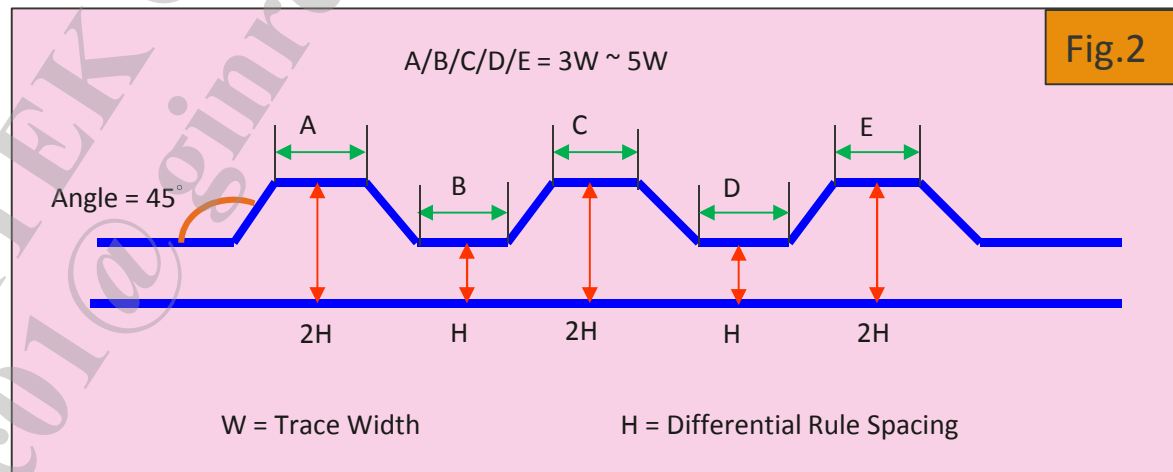 Fig.2
A/B/C/D/E = 3W ~ 5W
A
C
E
B
D
Angle = 45°
2H
H
2H
H
2H
W = Trace Width
H = Differential Rule Spacing